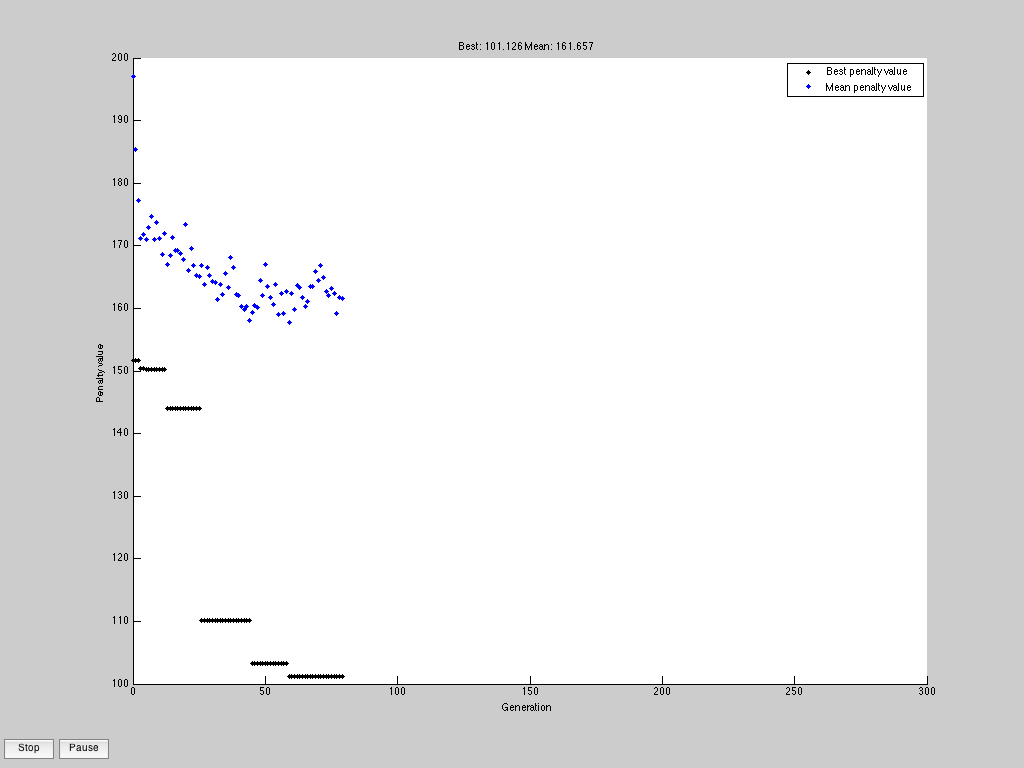 Best: 101.126 Mean: 161.657
200
190
180
170
160
150
140
130
120
110
100
Penalty value
Best penalty value
Mean penalty value
0 50 100 150 200 250 300
Generation
Stop Pause